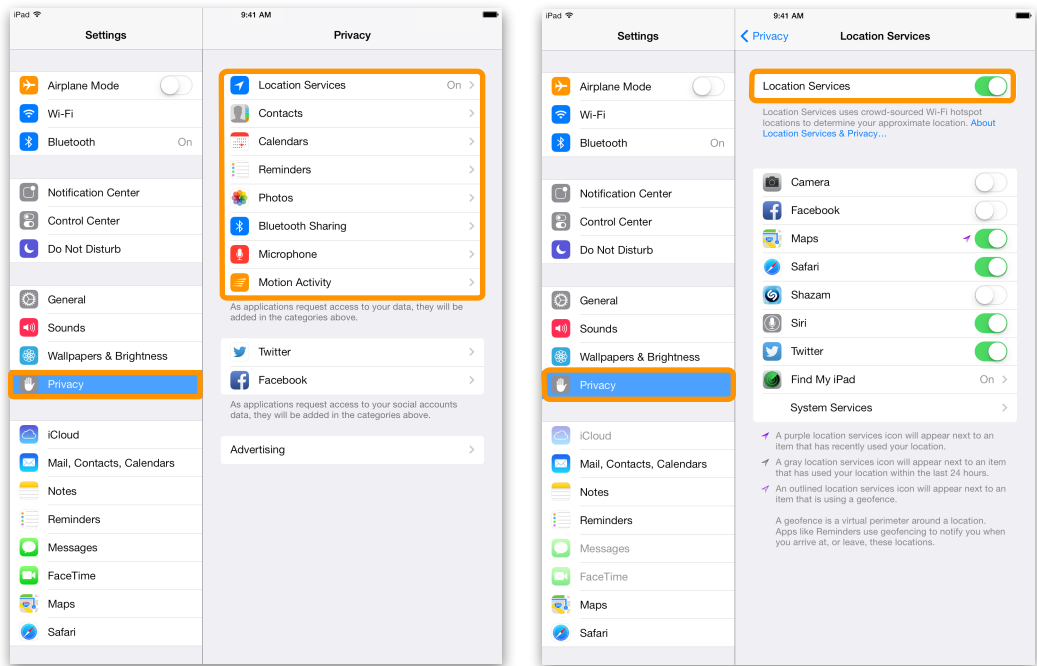 iPad
9:41 AM
Settings
Privacy
Airplane Mode
Wi-Fi
Bluetooth On
Notification Center
Control Center
Do Not Disturb
General
Sounds
Wallpapers & Brightness
Privacy
iCloud
Mail, Contacts, Calendars
Notes
Reminders
Messages
FaceTime
Maps
Safari
Location Services On
Contacts
Calendars
Reminders
Photos
Bluetooth Sharing
Microphone
Motion Activity
As applications request access to your data, they will be
added in the categories above.
Twitter
Facebook
As applications request access to your social accounts
data, they will be added in the categories above.
Advertising
iPad
9:41 AM
Settings
Privacy
Location Services
Airplane Mode
Wi-Fi
Bluetooth On
Notification Center
Control Center
Do Not Disturb
General
Sounds
Wallpapers & Brightness
Privacy
iCloud
Mail, Contacts, Calendars
Notes
Reminders
Messages
FaceTime
Maps
Safari
Location Services
Location Services uses crowd-sourced Wi-Fi hotspot
locations to determine your approximate location. About
Location Services & Privacy…
Camera
Facebook
Maps
Safari
Shazam
Siri
Twitter
Find My iPad On
System Services
A purple location services icon will appear next to an
item that has recently used your location.
A gray location services icon will appear next to an item
that has used your location within the last 24 hours.
An outlined location services icon will appear next to an
item that is using a geofence.
A geofence is a virtual perimeter around a location.
Apps like Reminders use geofencing to notify you when
you arrive at, or leave, these locations.